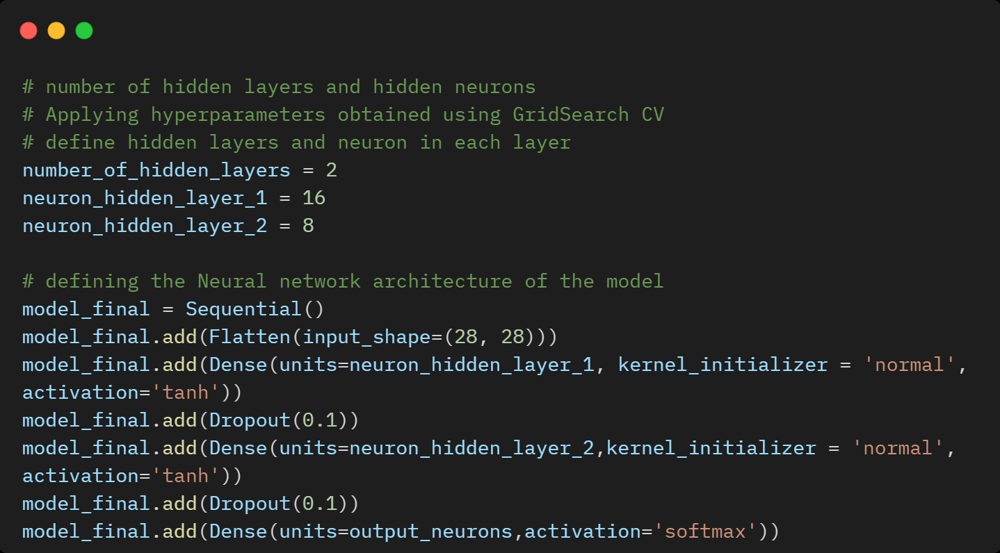 # number of hidden layers and hidden neurons
# Applying hyperparameters obtained using GridSearch CV
# define hidden layers and neuron in each layer
number_of_hidden_layers = 2
neuron_hidden_layer_1 = 16
neuron_hidden_layer_2 = 8
# defining the Neural network architecture of the model
model_final = Sequential()
model_final.add(Flatten(input_shape=(28, 28)))
model_final.add(Dense(units=neuron_hidden_layer_1, kernel_initializer = 'normal',
activation='tanh'))
model_final.add(Dropout(0.1))
model_final.add(Dense(units=neuron_hidden_layer_2,kernel_initializer = 'normal',
activation='tanh'))
model_final.add(Dropout(0.1))
model_final.add(Dense(units=output_neurons,activation='softmax'))